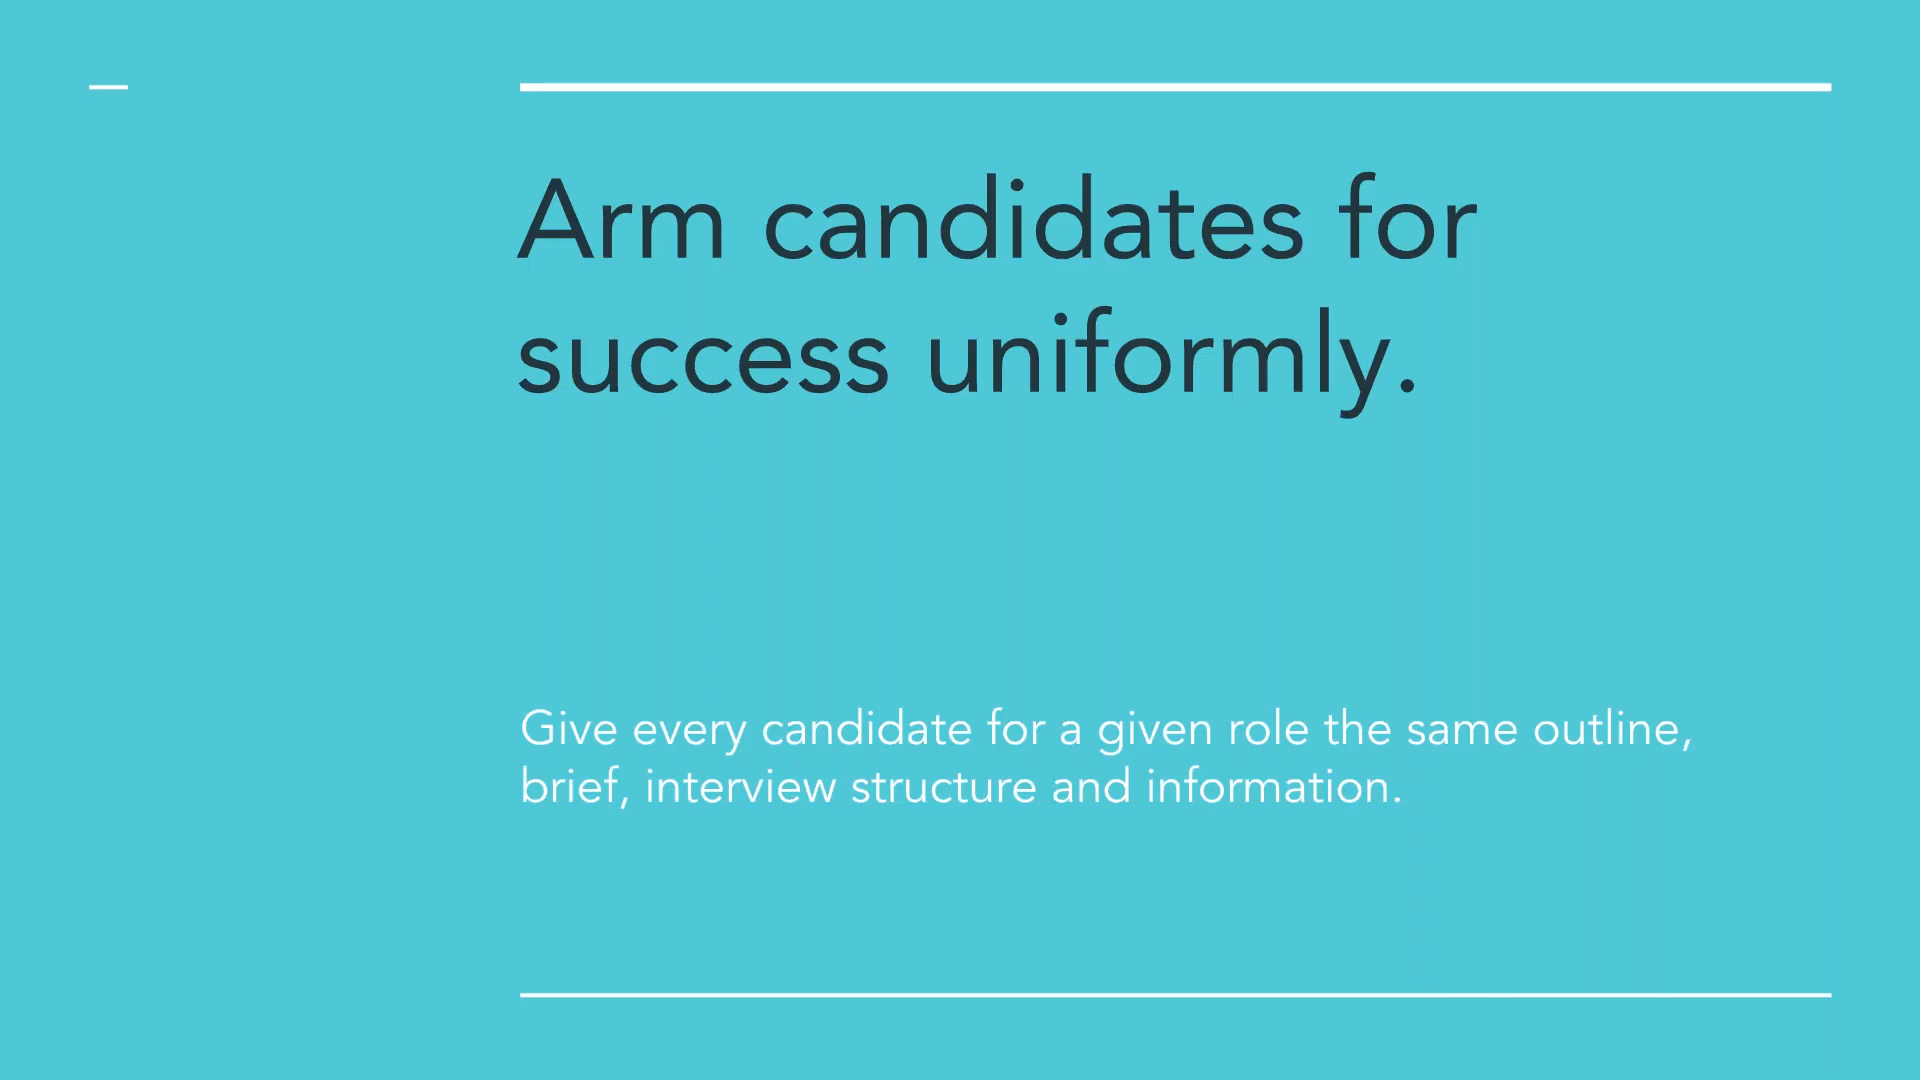 Arm candidates for
success uniformly.
Give every candidate for a given role the same outline,
brief, interview structure and information.